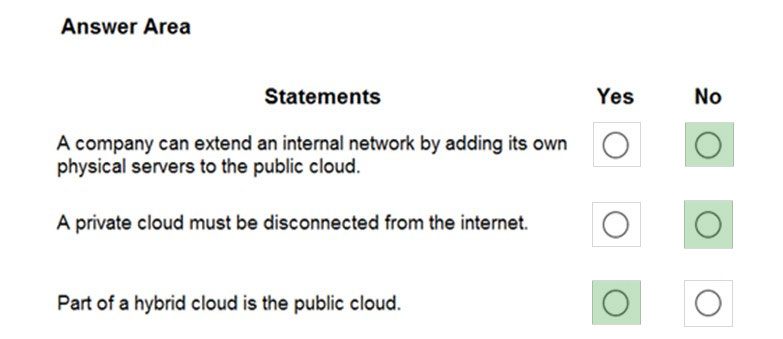 Answer Area
Statements Yes No
A company can extend an internal network by adding its own
physical servers to the public cloud.
A private cloud must be disconnected from the internet.
Part of a hybrid cloud is the public cloud.